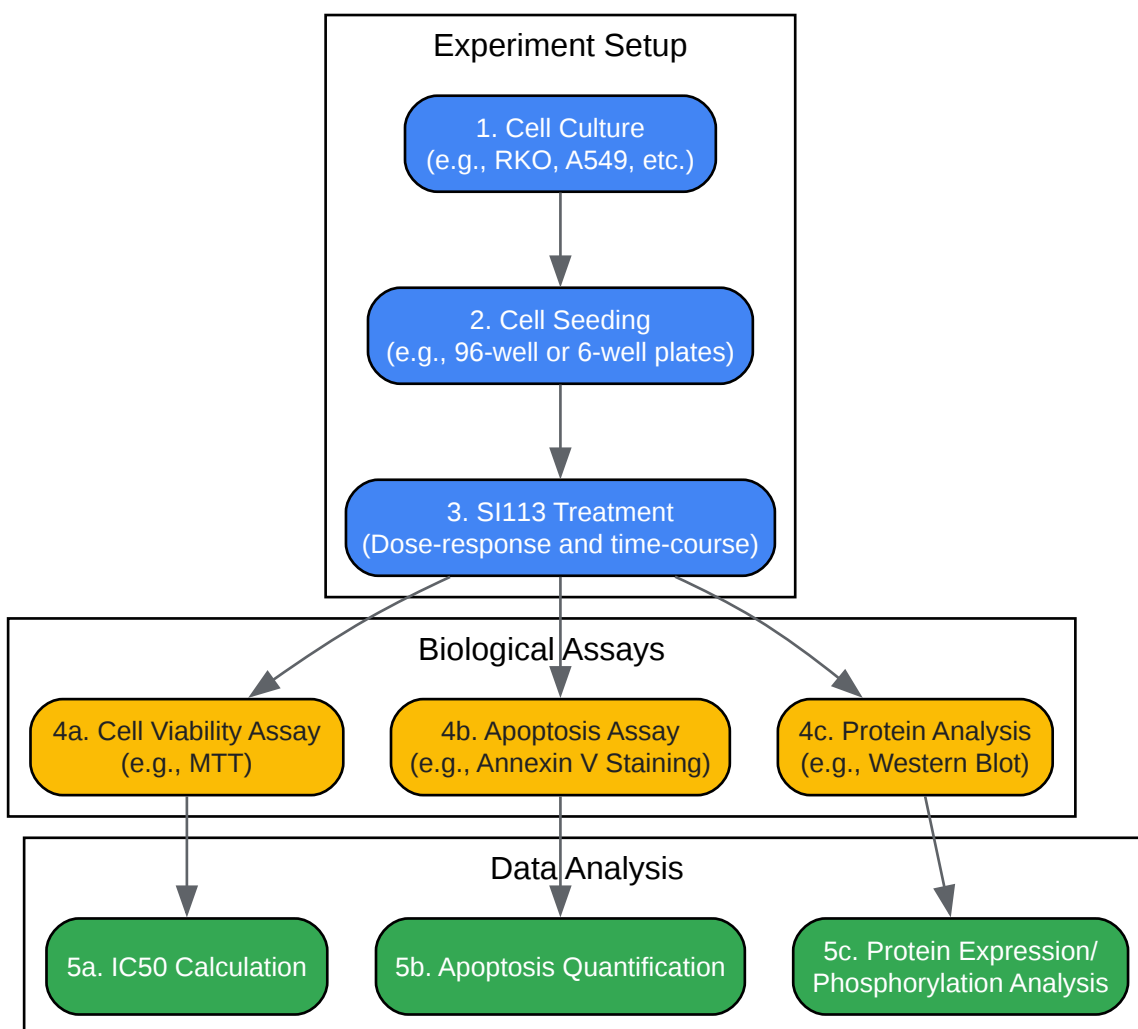 Experiment Setup
1. Cell Culture
(e.g., RKO, A549, etc.)
2. Cell Seeding
(e.g., 96-well or 6-well plates)
3. SI113 Treatment
(Dose-response and time-course)
Biological Assays
4a. Cell Viability Assay
(e.g., MTT)
4b. Apoptosis Assay
(e.g., Annexin V Staining)
4c. Protein Analysis
(e.g., Western Blot)
Data Analysis
5a. IC50 Calculation
5b. Apoptosis Quantification
5c. Protein Expression/
Phosphorylation Analysis